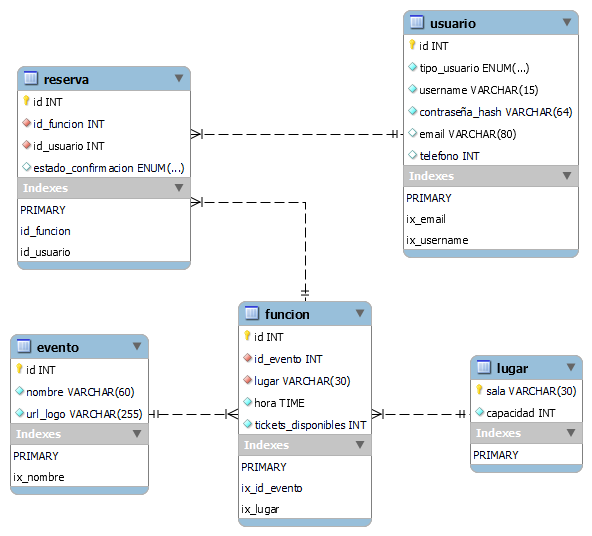 usuario
id INT
tipo_usuario ENUM(...)
username VARCHAR(15)
contraseña_hash VARCHAR(64)
email VARCHAR(80)
telefono INT
Indexes
PRIMARY
ix_email
ix_username
reserva
id INT
id_funcion INT
id_usuario INT
estado_confirmacion ENUM(...)
Indexes
PRIMARY
id_funcion
id_usuario
funcion
id INT
id_evento INT
lugar VARCHAR(30)
hora TIME
tickets_disponibles INT
Indexes
PRIMARY
ix_id_evento
ix_lugar
evento
id INT
nombre VARCHAR(60)
url_logo VARCHAR(255)
Indexes
PRIMARY
ix_nombre
lugar
sala VARCHAR(30)
capacidad INT
Indexes
PRIMARY